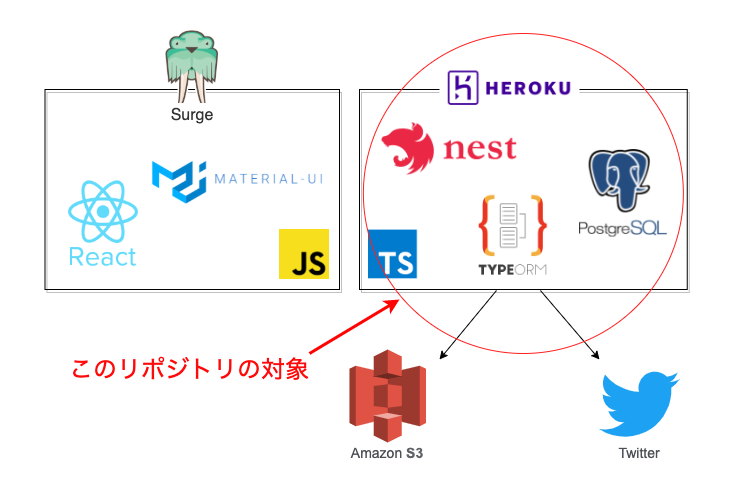 Surge
HEROKU
nest
MATERIAL-UI
React
JS
TS
TYPEORM
PostgreSQL
このリポジトリの対象
Amazon S3
Twitter